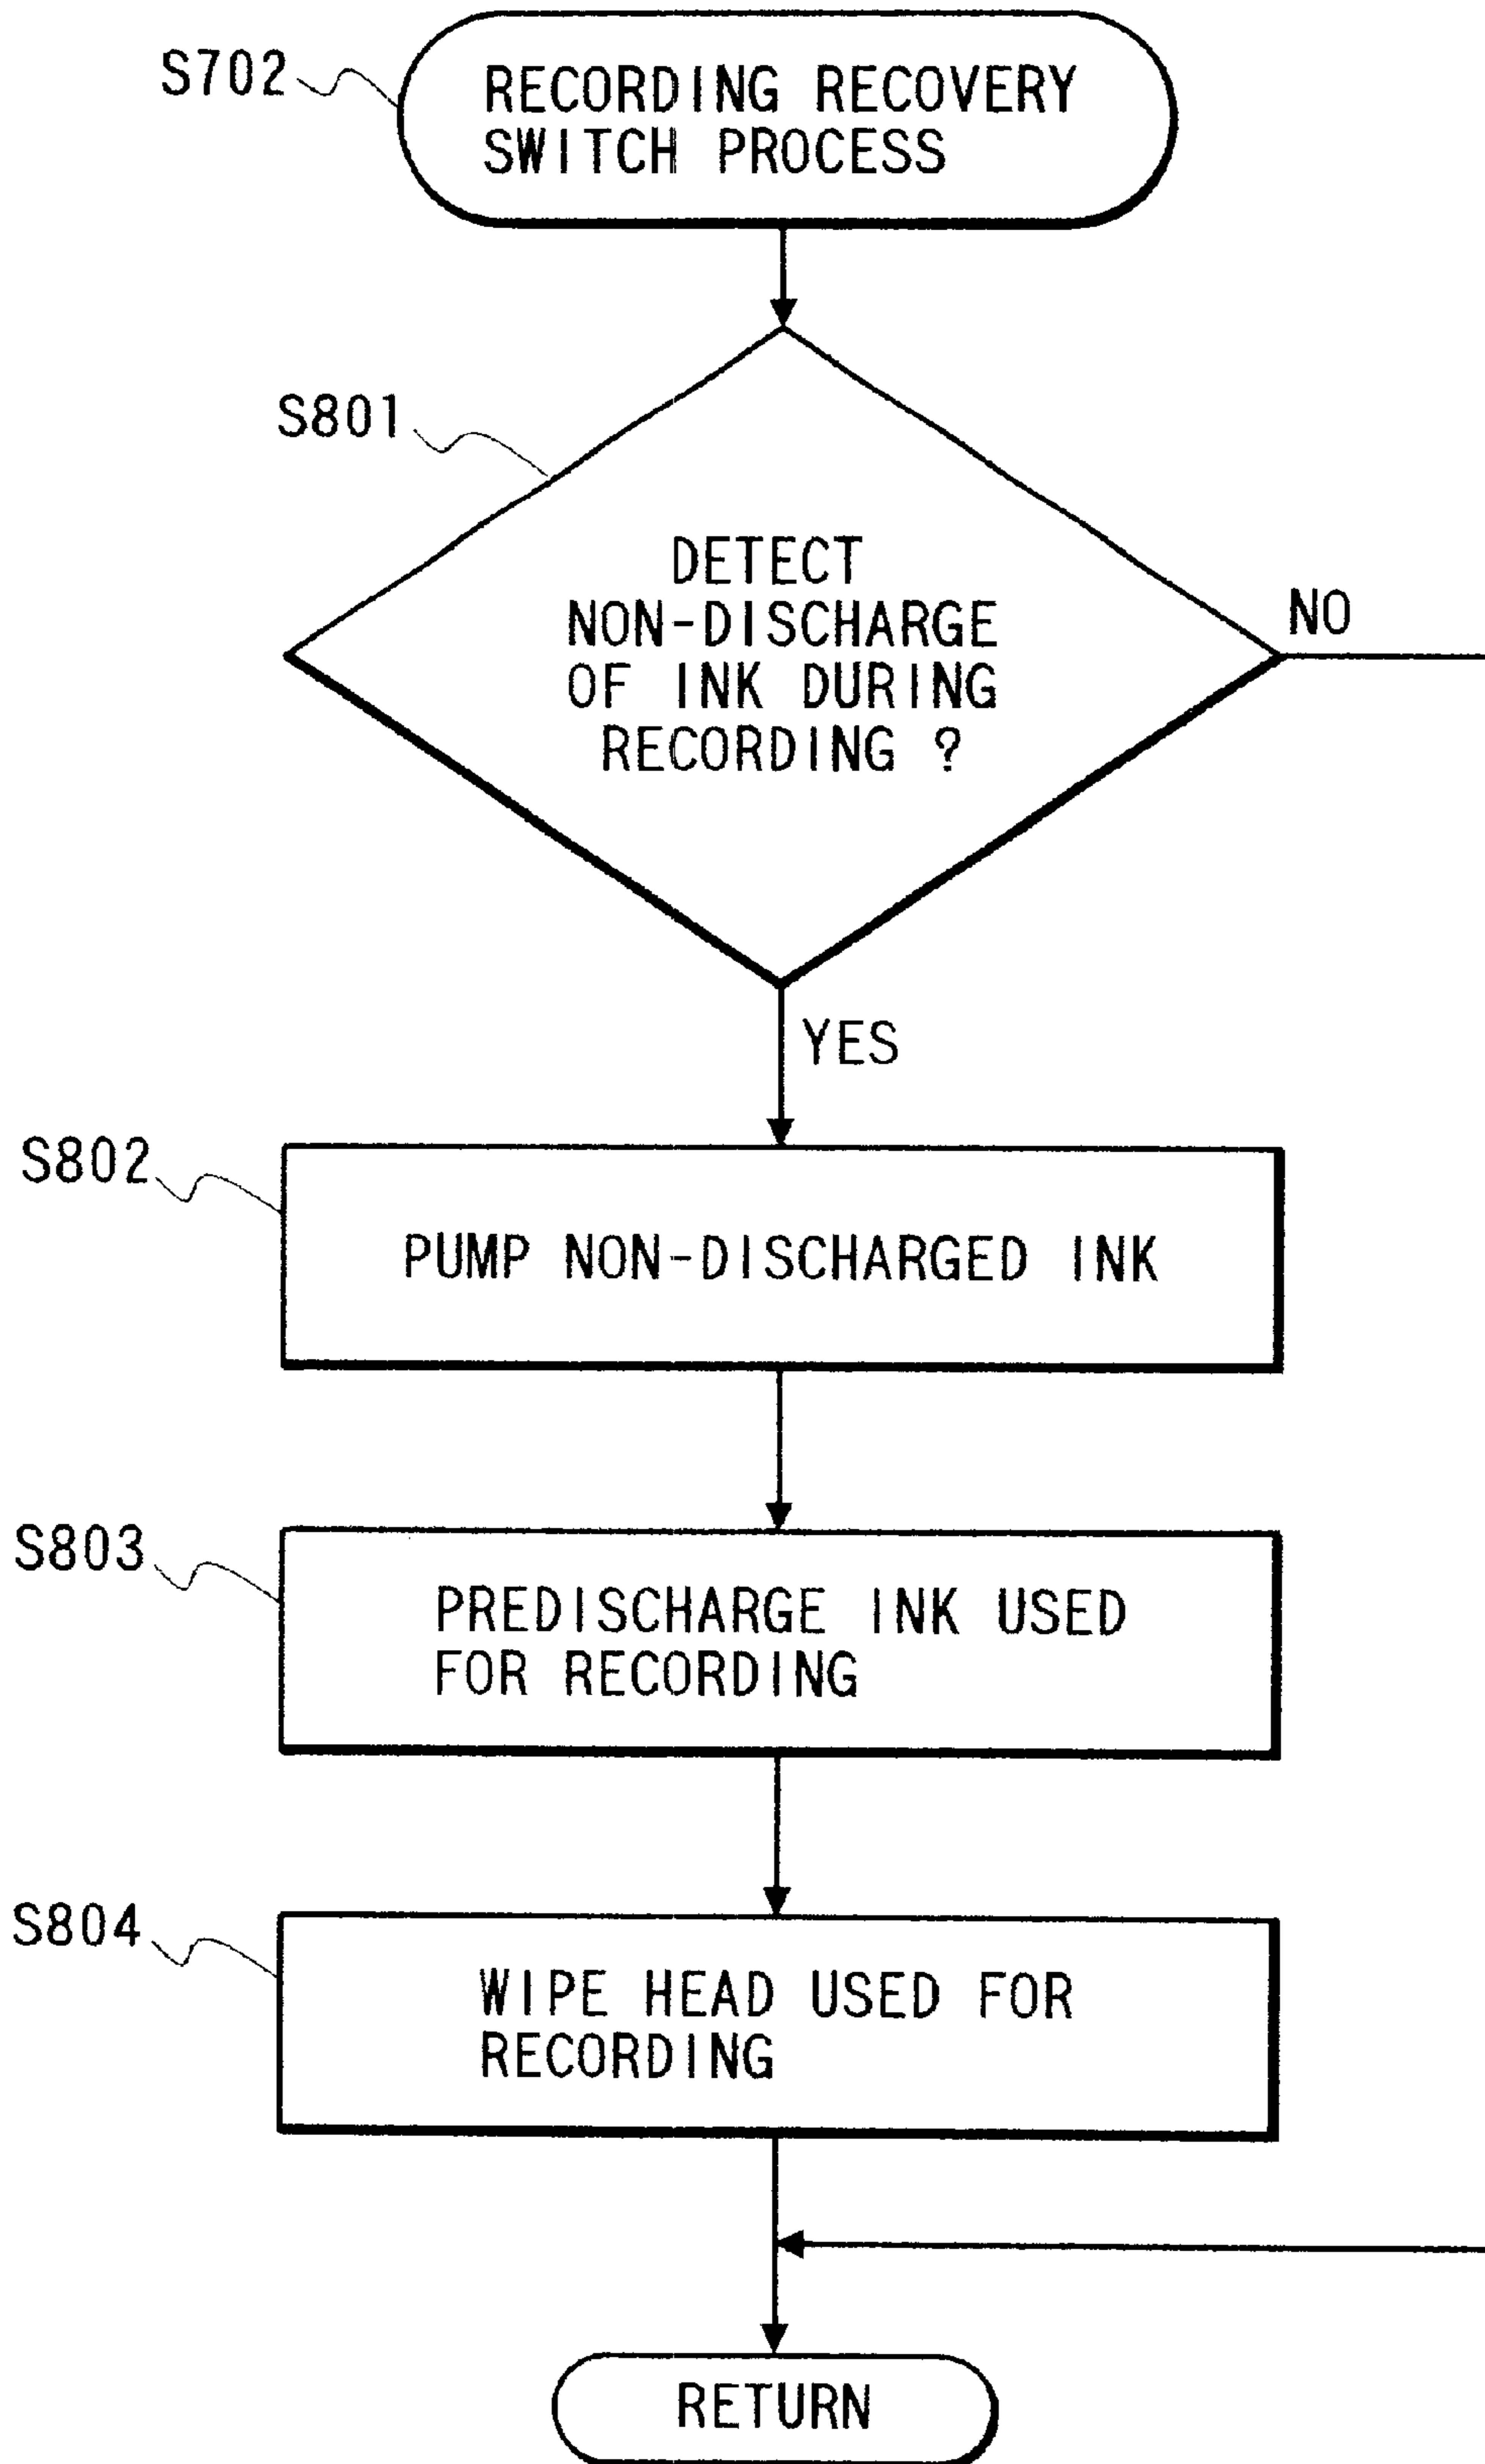 S702
RECORDING RECOVERY
SWITCH PROCESS
S801
DETECT
NON-DISCHARGE
OF INK DURING
RECORDING ?
NO
YES
S802
PUMP NON-DISCHARGED INK
S803
PREDISCHARGE INK USED
FOR RECORDING
S804
WIPE HEAD USED FOR
RECORDING
RETURN